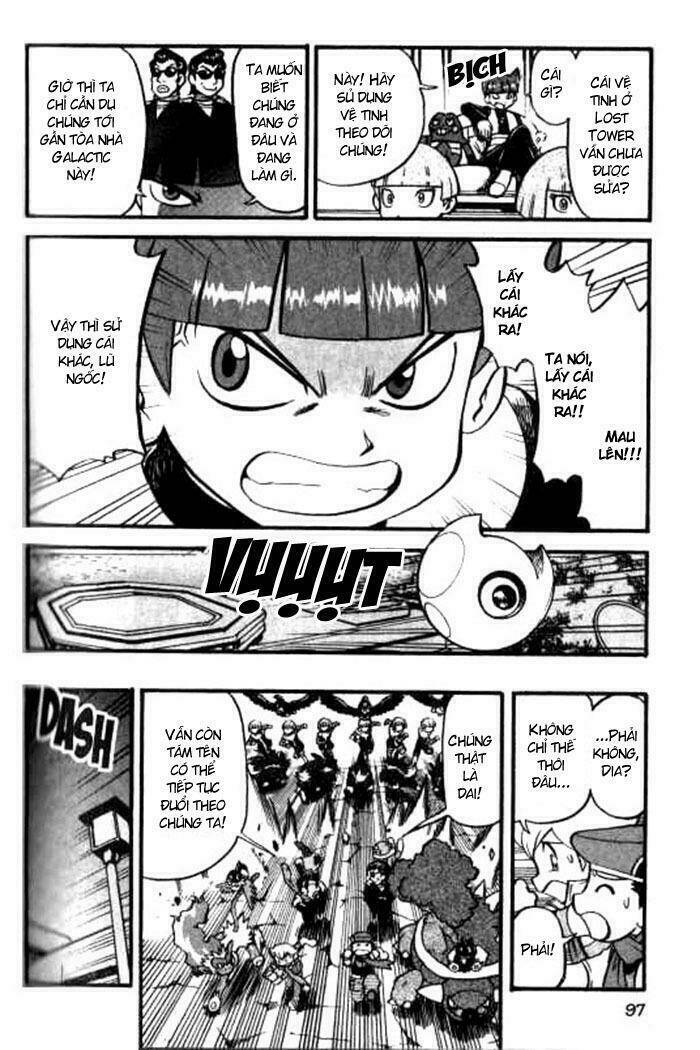 CÁI VỆ
TINH Ở
LOST
TOWER
VẪN CHƯA
ĐƯỢC
SỬA?
CÁI
GÌ?
BỊCH
NÀY! HÃY
SỬ DỤNG
VỆ TINH
THEO DÕI
CHÚNG!
TA MUỐN
BIẾT
CHÚNG
ĐANG Ở
ĐÂU VÀ
ĐANG
LÀM GÌ.
GIỜ THÌ TA
CHỈ CẦN DỤ
CHÚNG TỚI
GẦN TÒA NHÀ
GALACTIC
NÀY!
LẤY
CÁI
KHÁC
RA!
TA NÓI,
LẤY CÁI
KHÁC
RA!!
MAU
LÊN!!!
VẬY THÌ SỬ
DỤNG CÁI
KHÁC, LŨ
NGỐC!
VỤỤỤT
...PHẢI
KHÔNG,
DIA?
KHÔNG
CHỈ THẾ
THÔI
ĐÂU...
PHẢI!
CHÚNG
THẬT
LÀ
DAI!
VẪN CÒN
TÁM TÊN
CÓ THỂ
TIẾP TỤC
ĐUỔI THEO
CHÚNG TA!
DASH
97